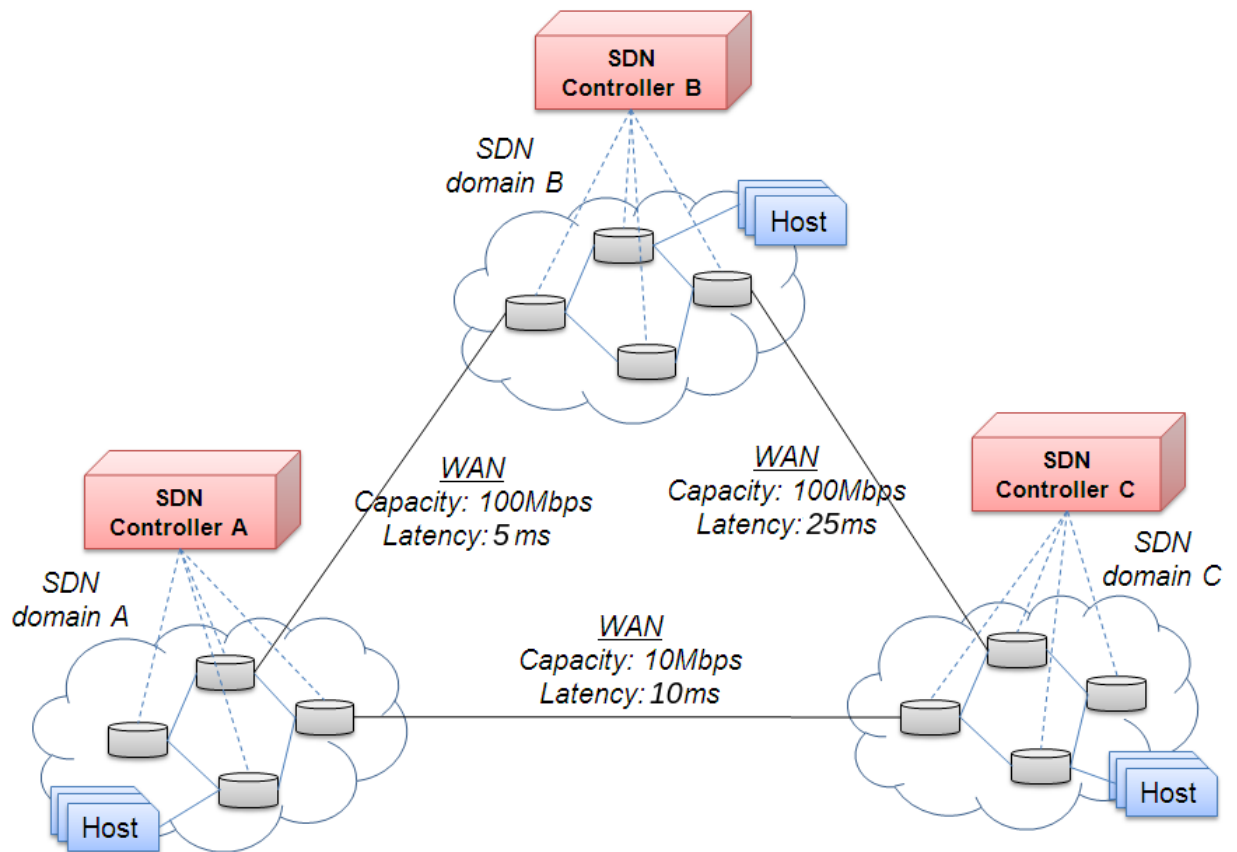 SDN
Controller B
SDN
domain B
Host
WAN
Capacity: 100Mbps
Latency: 5 ms
WAN
Capacity: 100Mbps
Latency: 25ms
SDN
Controller A
SDN
Controller C
SDN
domain A
SDN
domain C
WAN
Capacity: 10Mbps
Latency: 10ms
Host
Host